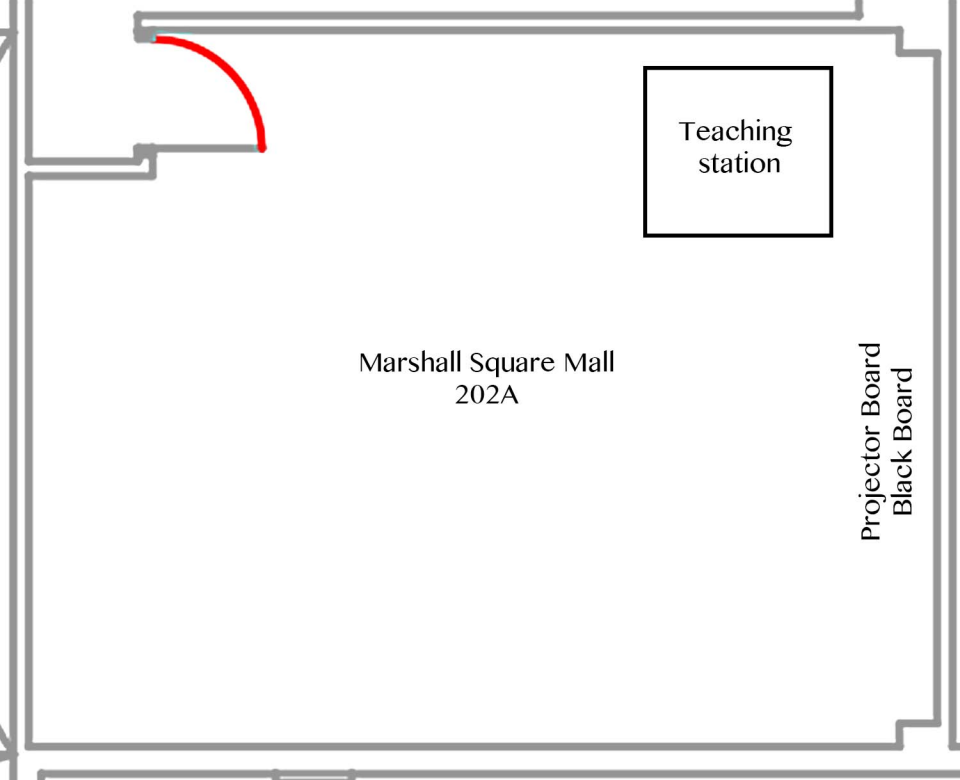 Teaching
station
Marshall Square Mall
202A
Projector Board
Black Board